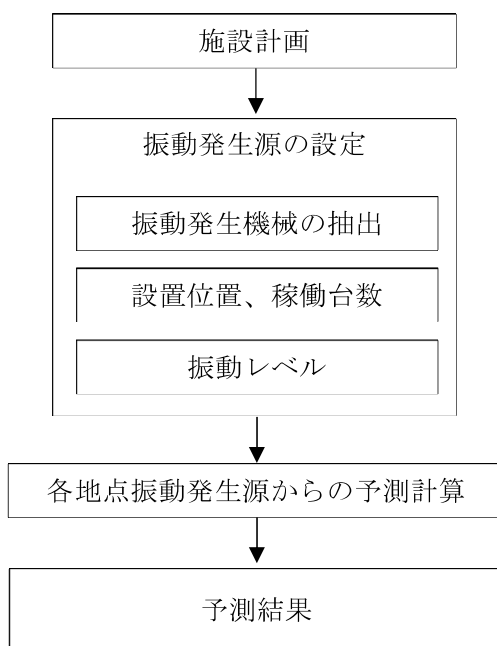 施設計画
振動発生源の設定
振動発生機械の抽出
設置位置、稼働台数
振動レベル
各地点振動発生源からの予測計算
予測結果